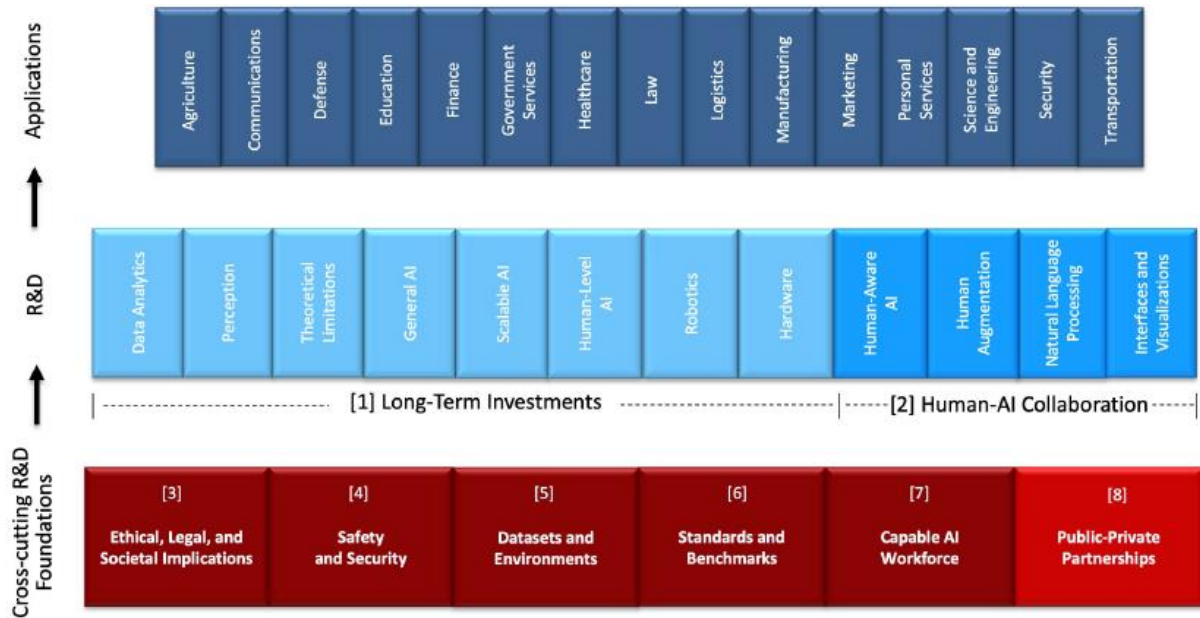 Applications
Agriculture
Communications
Defense
Education
Finance
Government
Services
Healthcare
Law
Logistics
Manufacturing
Marketing
Personal
Services
Science and
Engineering
Security
Transportation
R&D
Data Analytics
Perception
Theoretical
Limitations
General AI
Scalable AI
Human-Level
AI
Robotics
Hardware
Human-Aware
AI
Human
Augmentation
Natural Language
Processing
Interfaces and
Visualizations
[1] Long-Term Investments
[2] Human-AI Collaboration
Cross-cutting R&D
Foundations
[3]
Ethical, Legal, and
Societal Implications
[4]
Safety
and Security
[5]
Datasets and
Environments
[6]
Standards and
Benchmarks
[7]
Capable AI
Workforce
[8]
Public-Private
Partnerships